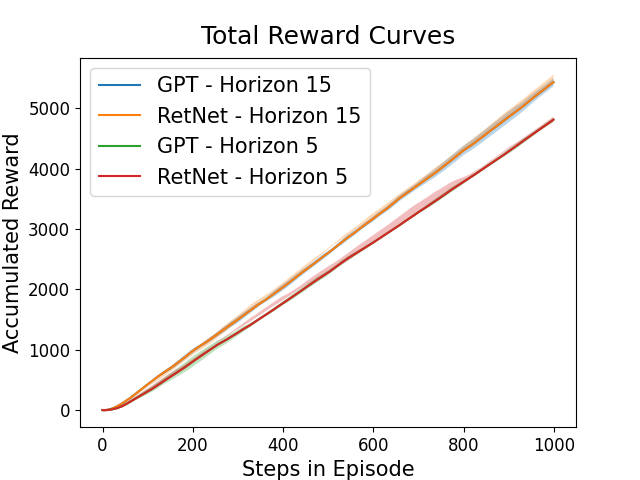 Total Reward Curves
GPT - Horizon 15
RetNet - Horizon 15
GPT - Horizon 5
RetNet - Horizon 5
Accumulated Reward
5000
4000
3000
2000
1000
0
0 200 400 600 800 1000
Steps in Episode